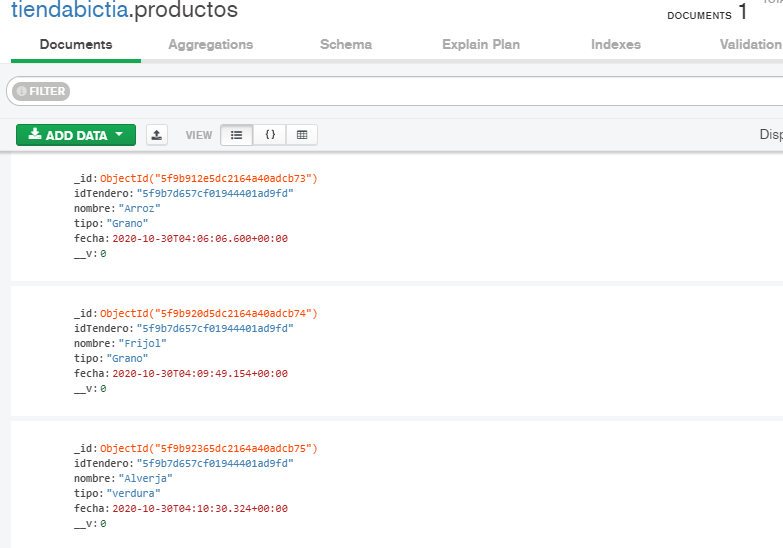 tiendabictia.productos
DOCUMENTS 1
Documents Aggregations Schema Explain Plan Indexes Validation
FILTER
ADD DATA VIEW { }
_id: ObjectId("5f9b912e5dc2164a40adcb73")
idTendero: "5f9b7d657cf01944401ad9fd"
nombre: "Arroz"
tipo: "Grano"
fecha: 2020-10-30T04:06:06.600+00:00
__v: 0
_id: ObjectId("5f9b920d5dc2164a40adcb74")
idTendero: "5f9b7d657cf01944401ad9fd"
nombre: "Frijol"
tipo: "Grano"
fecha: 2020-10-30T04:09:49.154+00:00
__v: 0
_id: ObjectId("5f9b92365dc2164a40adcb75")
idTendero: "5f9b7d657cf01944401ad9fd"
nombre: "Alverja"
tipo: "verdura"
fecha: 2020-10-30T04:10:30.324+00:00
__v: 0